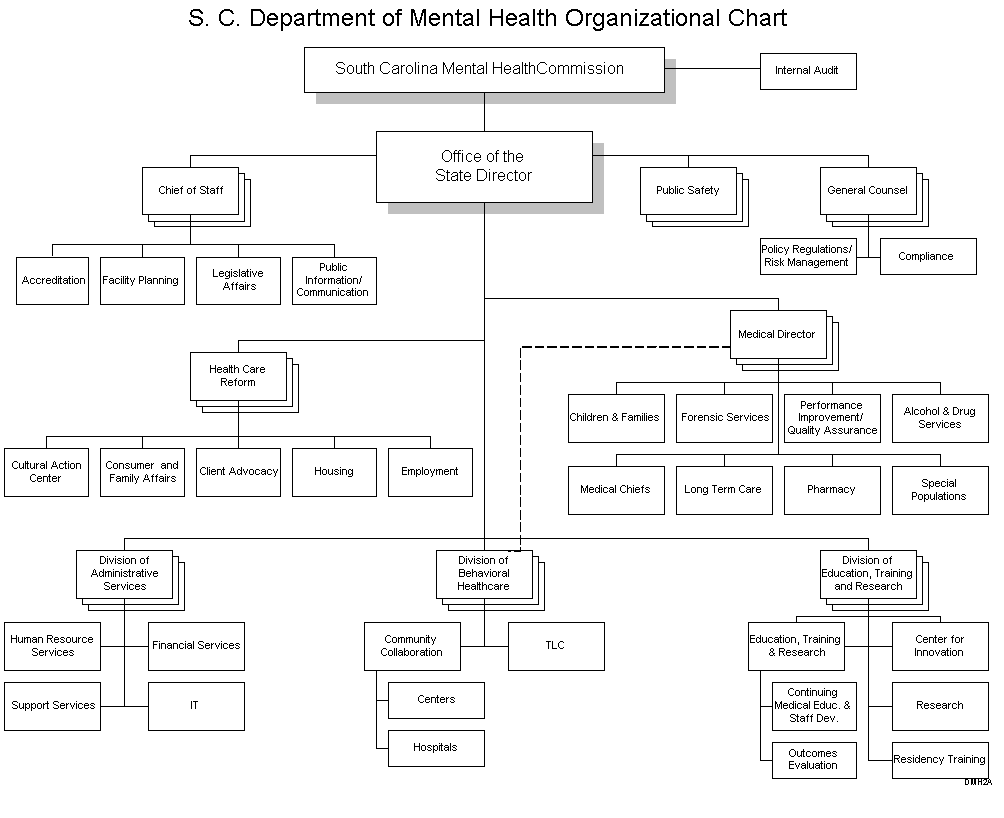 S. C. Department of Mental Health Organizational Chart
South Carolina Mental HealthCommission
Internal Audit
Office of the
State Director
Chief of Staff
Public Safety
General Counsel
Policy Regulations/
Risk Management
Compliance
Accreditation
Facility Planning
Legislative
Affairs
Public
Information/
Communication
Medical Director
Health Care
Reform
Children & Families
Forensic Services
Performance
Improvement/
Quality Assurance
Alcohol & Drug
Services
Cultural Action
Center
Consumer and
Family Affairs
Client Advocacy
Housing
Employment
Medical Chiefs
Long Term Care
Pharmacy
Special
Populations
Division of
Administrative
Services
Division of
Behavioral
Healthcare
Division of
Education, Training
and Research
Human Resource
Services
Financial Services
Support Services
IT
Community
Collaboration
TLC
Centers
Hospitals
Education, Training
& Research
Center for
Innovation
Continuing
Medical Educ. &
Staff Dev.
Research
Outcomes
Evaluation
Residency Training
DMH2A